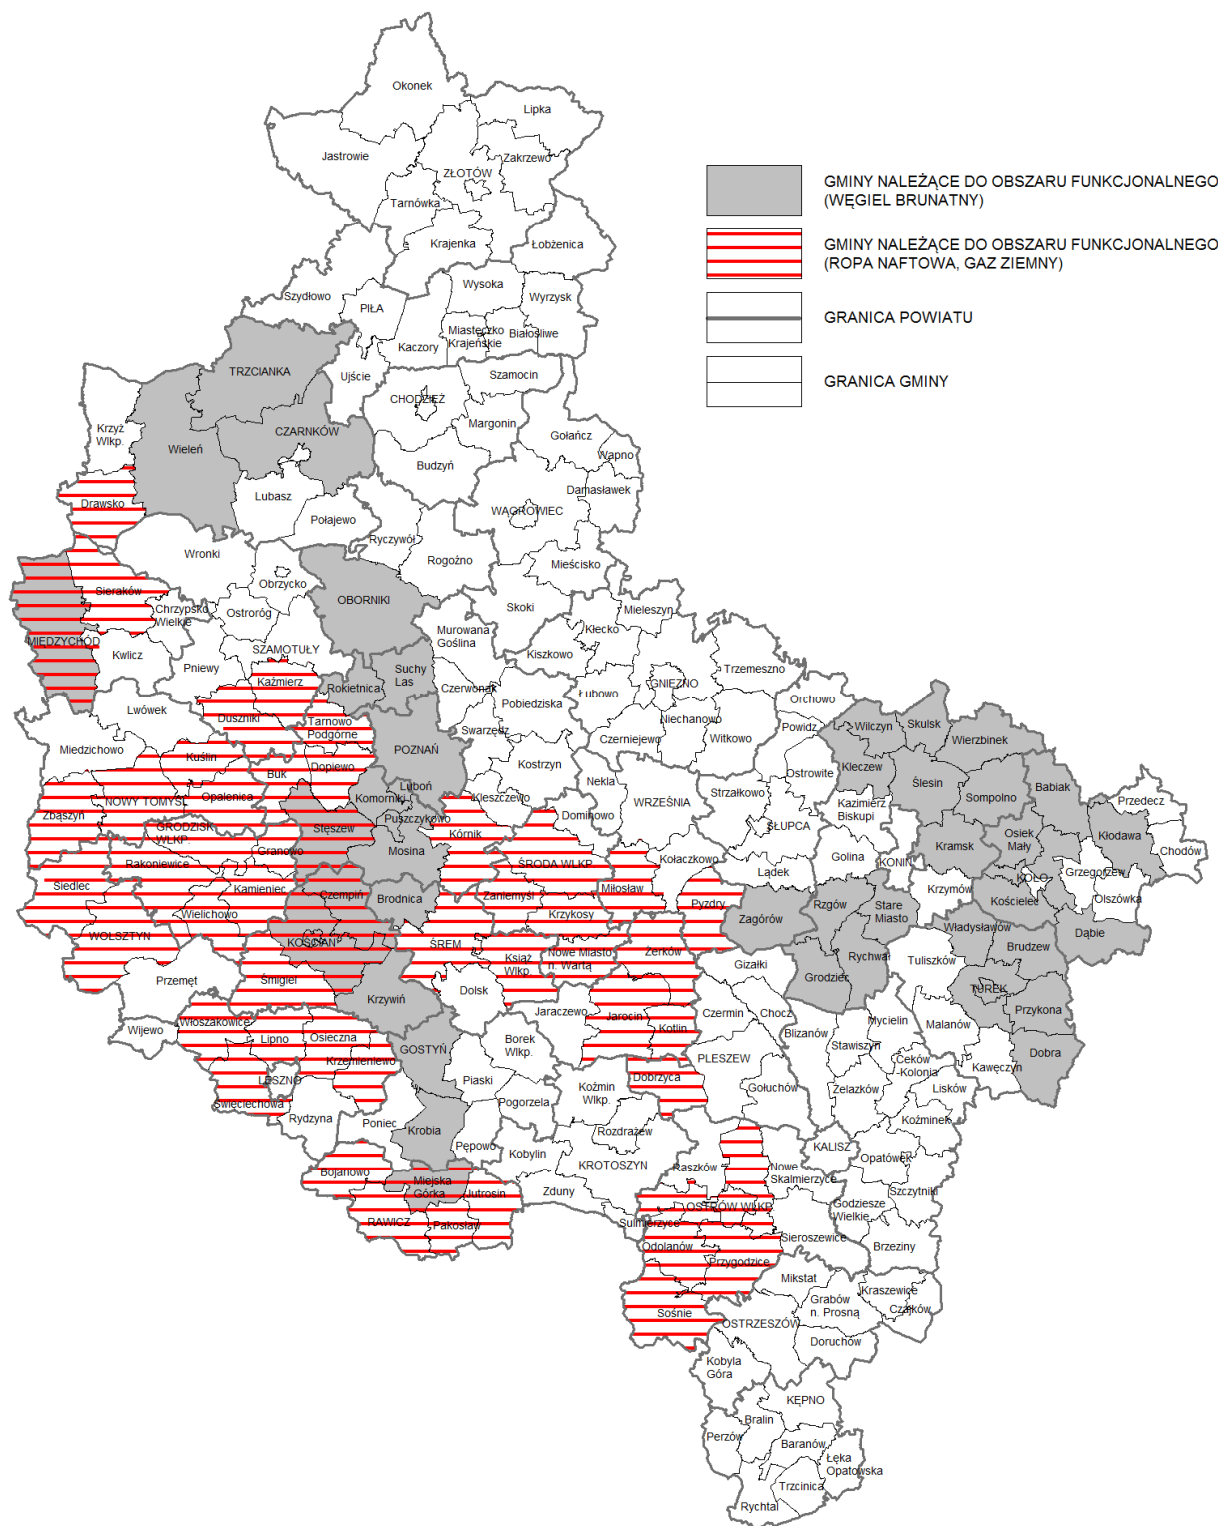 Okonek
Lipka
Jastrowie
Zakrzewo
ZŁOTÓW
Tarnówka
Krajenka
Łobżenica
GMINY NALEŻĄCE DO OBSZARU FUNKCJONALNEGO
(WĘGIEL BRUNATNY)
GMINY NALEŻĄCE DO OBSZARU FUNKCJONALNEGO
(ROPA NAFTOWA, GAZ ZIEMNY)
GRANICA POWIATU
GRANICA GMINY
Szydłowo
PIŁA
Wysoka
Wyrzysk
Miasteczko
Krajeńskie
Białośliwe
Kaczory
TRZCIANKA
Ujście
Szamocin
CHODZIEŻ
Margonin
Krzyż
Wlkp.
Wieleń
CZARNKÓW
Budzyń
Gołańcz
Wapno
Damasławek
Drawsko
Lubasz
Połajewo
WĄGROWIEC
Ryczywół
Rogoźno
Wronki
Mieścisko
Sieraków
Obrzycko
OBORNIKI
Chrzypsko
Wielkie
Ostroróg
Skoki
Mieleszyn
Kłecko
Murowana
Goślina
MIĘDZYCHÓD
Kwilcz
Pniewy
SZAMOTUŁY
Kiszkowo
Trzemeszno
Kaźmierz
Rokietnica
Suchy
Las
Czerwonak
Pobiedziska
Łubowo
GNIEZNO
Orchowo
Lwówek
Duszniki
Tarnowo
Podgórne
Swarzędz
Niechanowo
Czerniejewo
Witkowo
Powidz
Wilczyn
Skulsk
Wierzbinek
Miedzichowo
Kuślin
POZNAŃ
Buk
Dopiewo
Kostrzyn
Nekla
Ostrowite
Kleczew
Ślesin
Sompolno
Babiak
Przedecz
NOWY TOMYŚL
Opalenica
Zbąszyń
Luboń
Komorniki
Puszczykowo
Kleszczewo
Dominowo
WRZEŚNIA
Strzałkowo
Kazimierz
Biskupi
SŁUPCA
Kłodawa
Chodów
GRODZISK
WLKP.
Stęszew
Kórnik
Osiek
Mały
Rakoniewice
Granowo
Mosina
ŚRODA WLKP.
Kołaczkowo
Lądek
Golina
KONIN
Kramsk
KOŁO
Grzegorzew
Olszówka
Siedlec
Kamieniec
Czempiń
Brodnica
Zaniemyśl
Miłosław
Pyzdry
Krzymów
Kościelec
Wielichowo
Krzykosy
Zagórów
Rzgów
Stare
Miasto
Władysławów
Dąbie
WOLSZTYN
KOŚCIAN
ŚREM
Książ
Wlkp.
Nowe Miasto
n. Wartą
Żerków
Gizałki
Grodziec
Rychwał
Tuliszków
Brudzew
Przemęt
Śmigiel
Krzywiń
Dolsk
TUREK
Przykona
Wijewo
Włoszakowice
Jaraczewo
Jarocin
Kotlin
Czermin
Chocz
Blizanów
Mycielin
Malanów
Lipno
Osieczna
Krzemieniewo
GOSTYŃ
Borek
Wlkp.
PLESZEW
Stawiszyn
Ceków
-Kolonia
Kawęczyn
Dobra
LESZNO
Piaski
Dobrzyca
Gołuchów
Żelazków
Lisków
Święciechowa
Rydzyna
Poniec
Krobia
Pogorzela
Koźmin
Wlkp.
Koźminek
Rozdrażew
Pępowo
Kobylin
KROTOSZYN
KALISZ
Opatówek
Bojanowo
Miejska
Górka
Jutrosin
Zduny
Raszków
Nowe
Skalmierzyce
Szczytniki
OSTRÓW WLKP.
Godziesze
Wielkie
RAWICZ
Pakosław
Sulmierzyce
Sieroszewice
Brzeziny
Odolanów
Przygodzice
Mikstat
Kraszewice
Czajków
Grabów
n. Prosną
Sośnie
OSTRZESZÓW
Doruchów
Kobyla
Góra
KĘPNO
Bralin
Perzów
Baranów
Łęka
Opatowska
Trzcinica
Rychtal